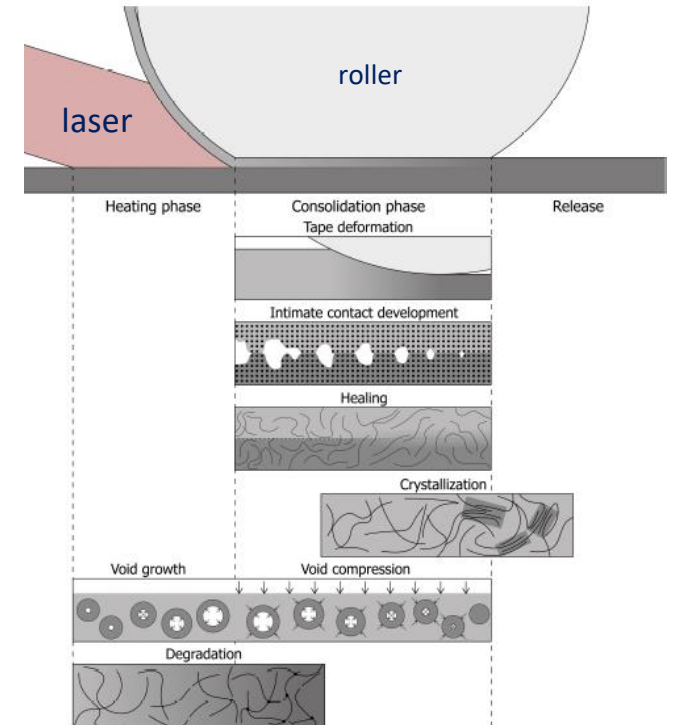 roller
laser
Heating phase
Consolidation phase
Release
Tape deformation
Intimate contact development
Healing
Crystallization
Void growth
Void compression
Degradation